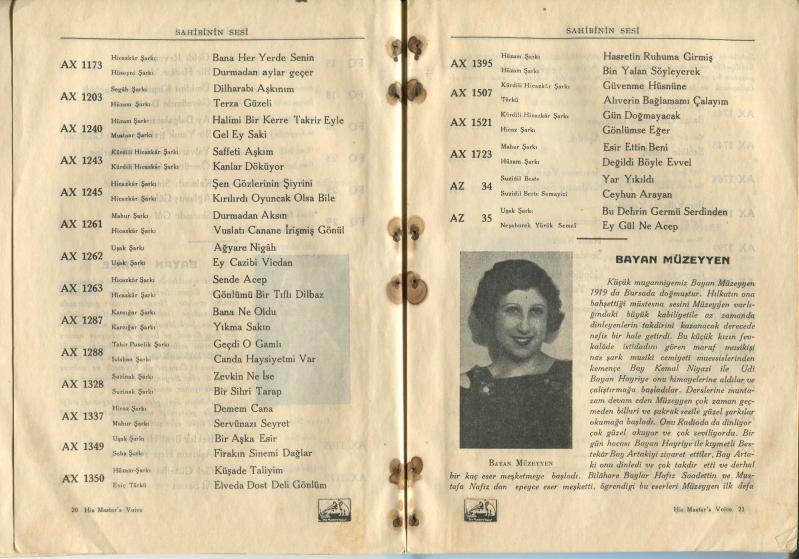 SAHİBİNİN SESİ
AX 1173 Hicazkâr Şarkı Bana Her Yerde Senin
Hüseyni Şarkı Durmadan aylar geçer
AX 1203 Segâh Şarkı Dilharabı Aşkınım
Hüzam Şarkı Terza Güzeli
AX 1240 Hüzam Şarkı Halimi Bir Kerre Takrir Eyle
Muahar Şarkı Gel Ey Saki
AX 1243 Kürdili Hicazkâr Şarkı Saffeti Aşkım
Kürdili Hicazkâr Şarkı Kanlar Döküyor
AX 1245 Hicazkâr Şarkı Şen Gözlerinin Şiyrini
Hicazkâr Şarkı Kırılırdı Oyuncak Olsa Bile
AX 1261 Mahur Şarkı Durmadan Aksın
Hicazkâr Şarkı Vuslatı Canane İrişmiş Gönül
AX 1262 Uşak Şarkı Ağyare Nigâh
Uşak Şarkı Ey Cazibi Vicdan
AX 1263 Hicazkâr Şarkı Sende Acep
Hicazkâr Şarkı Gönlümü Bir Tıflı Dilbaz
AX 1287 Karcığar Şarkı Bana Ne Oldu
Karcığar Şarkı Yıkma Sakın
AX 1288 Tahir Puselik Şarkı Geçdi O Gamlı
Isfahan Şarkı Canda Haysiyetmi Var
AX 1328 Suzinak Şarkı Zevkin Ne İse
Suzinak Şarkı Bir Sihri Tarap
AX 1337 Hicaz Şarkı Demem Cana
Mahur Şarkı Servünazı Seyret
AX 1349 Uşak Şarkı Bir Aşka Esir
Saba Şarkı Firakın Sinemi Dağlar
AX 1350 Hüzzam-Şarkı Küşade Taliyim
Eviç Türkü Elveda Dost Deli Gönlüm
20 His Master's Voice
SAHİBİNİN SESİ
AX 1395 Hüzam Şarkı Hasretin Ruhuma Girmiş
Hüzam Şarkı Bin Yalan Söyleyerek
AX 1507 Kürdili Hicazkâr Şarkı Güvenme Hüsnüne
Türkü Alıverin Bağlamamı Çalayım
AX 1521 Kürdili Hicazkâr Şarkı Gün Doğmayacak
Hicaz Şarkı Gönlümse Eğer
AX 1723 Mahur Şarkı Esir Ettin Beni
Hüzam Şarkı Değildi Böyle Evvel
AZ 34 Suzidil Beste Yar Yıkıldı
Suzidil Beste Semayisi Ceyhun Arayan
AZ 35 Uşak Şarkı Bu Dehrin Germü Serdinden
Neşaburek Yürük Semaî Ey Gül Ne Acep
BAYAN MÜZEYYEN
Küçük muganniyemiz Bayan Müzeyyen
1919 da Bursada doğmuştur. Hilkatin ona
bahşettiği müstesna sesini Müzeyyen varlı-
ğındaki büyük kabiliyetile az zamanda
dinleyenlerin takdirini kazanacak derecede
nefis bir hale getirdi. Bu küçük kızın fev-
kalâde istidadını gören maruf musikişi
nas şark musiki cemiyeti muessislerinden
kemençe Bay Kemal Niyazi ile Udi
Bayan Hayriye onu himayelerine aldılar ve
çalıştırmağa başladılar. Derslerine munta-
zam devam eden Müzeyyen çok zaman geç-
meden billuri ve şakrak sesile güzel şarkılar
okumağa başladı. Onu Radioda da dinliyor
çok güzel okuyor ve çok seviliyordu. Bir
gün hocası Bayan Hayriye ile kıymetli Bes-
tekâr Bay Artakiyi ziyaret ettiler. Bay Arta-
ki onu dinledi ve çok takdir etti ve derhal
bir kaç eser meşketmeye başladı. Bilâhare Baylar Hafız Saadettin ve Mus-
tafa Nafiz dan epeyce eser meşketti, ögrendigi bu eserleri Müzeyyen ilk defa
BAYAN MÜZEYYEN
His Master's Voice 21